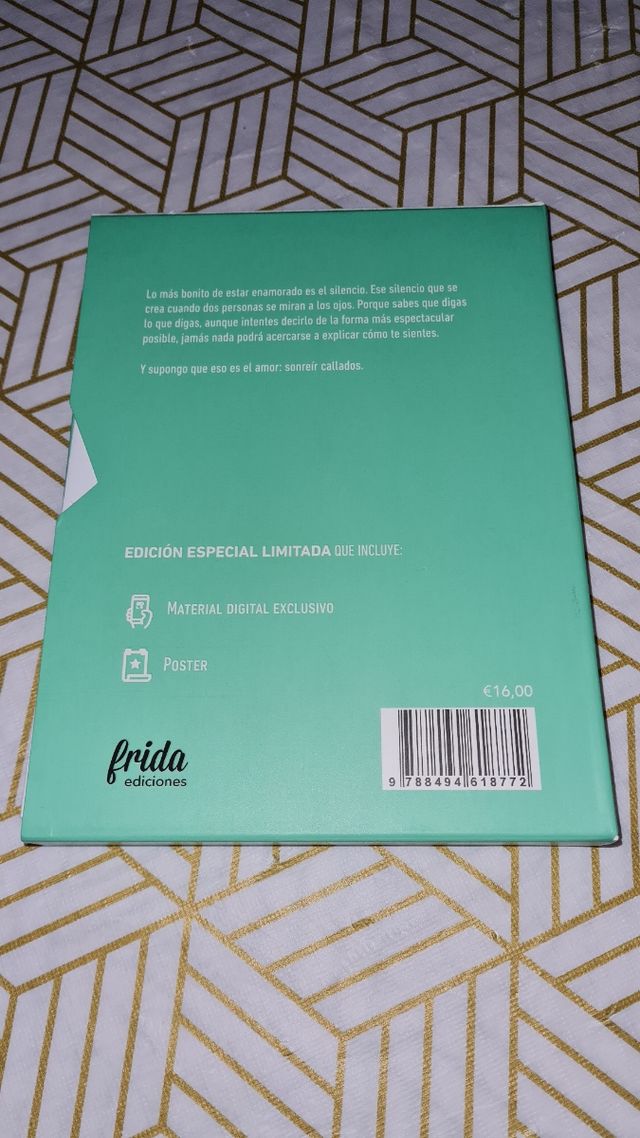 Lo más bonito de estar enamorado es el silencio. Ese silencio que se
crea cuando dos personas se miran a los ojos. Porque sabes que digas
lo que digas, aunque intentes decirlo de la forma más espectacular
posible, jamás nada podrá acercarse a explicar cómo te sientes.
Y supongo que eso es el amor: sonreír callados.
EDICIÓN ESPECIAL LIMITADA QUE INCLUYE:
MATERIAL DIGITAL EXCLUSIVO
POSTER
€16,00
frida
ediciones
9 788494 618772